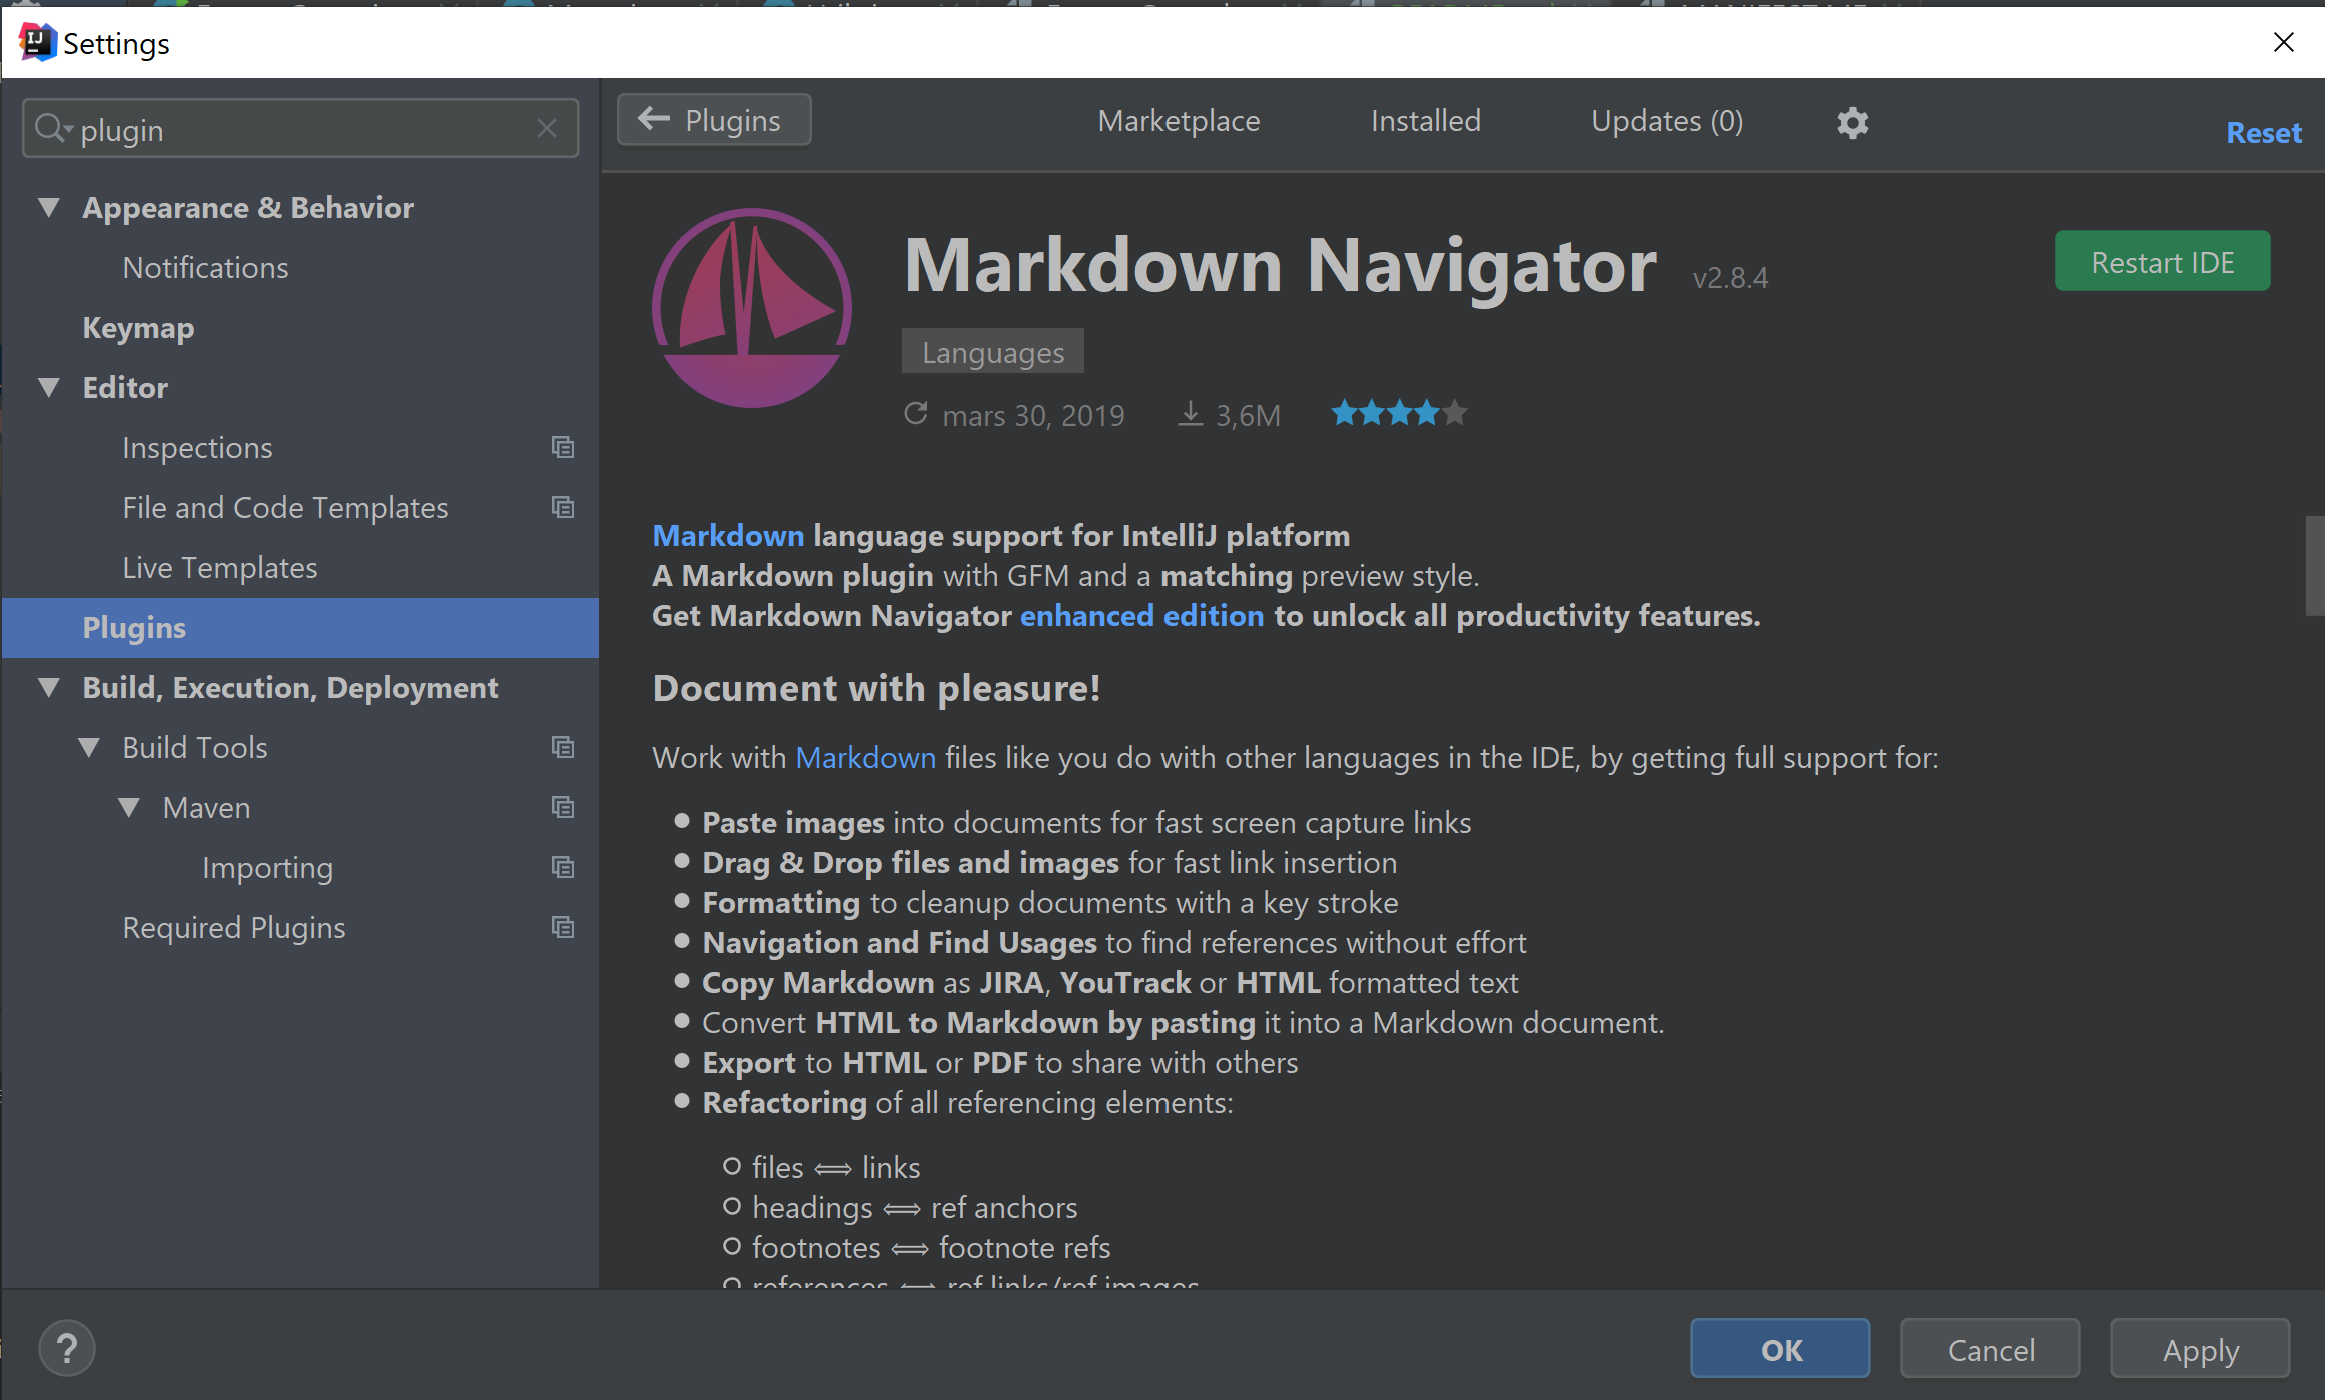 Settings
plugin
Appearance & Behavior
Notifications
Keymap
Editor
Inspections
File and Code Templates
Live Templates
Plugins
Build, Execution, Deployment
Build Tools
Maven
Importing
Required Plugins
Plugins
Marketplace
Installed
Updates (0)
Reset
Markdown Navigator v2.8.4
Restart IDE
Languages
mars 30, 2019 3,6M
Markdown language support for IntelliJ platform
A Markdown plugin with GFM and a matching preview style.
Get Markdown Navigator enhanced edition to unlock all productivity features.
Document with pleasure!
Work with Markdown files like you do with other languages in the IDE, by getting full support for:
Paste images into documents for fast screen capture links
Drag & Drop files and images for fast link insertion
Formatting to cleanup documents with a key stroke
Navigation and Find Usages to find references without effort
Copy Markdown as JIRA, YouTrack or HTML formatted text
Convert HTML to Markdown by pasting it into a Markdown document.
Export to HTML or PDF to share with others
Refactoring of all referencing elements:
files ⟺ links
headings ⟺ ref anchors
footnotes ⟺ footnote refs
references ⟺ ref links/ref images
?
OK
Cancel
Apply